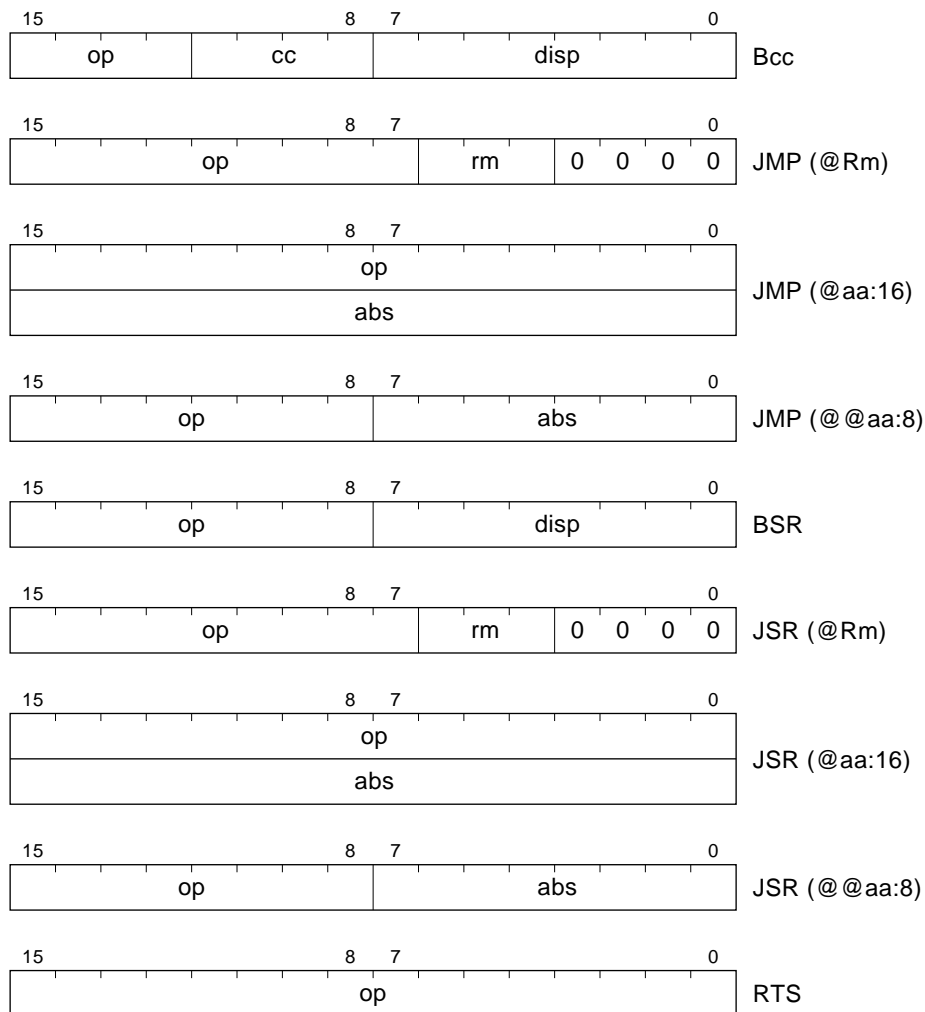 15 8 7 0
op cc disp Bcc
15 8 7 0
op rm 0 0 0 0 JMP (@Rm)
15 8 7 0
op
JMP (@aa:16)
abs
15 8 7 0
op abs JMP (@@aa:8)
15 8 7 0
op disp BSR
15 8 7 0
op rm 0 0 0 0 JSR (@Rm)
15 8 7 0
op
JSR (@aa:16)
abs
15 8 7 0
op abs JSR (@@aa:8)
15 8 7 0
op RTS